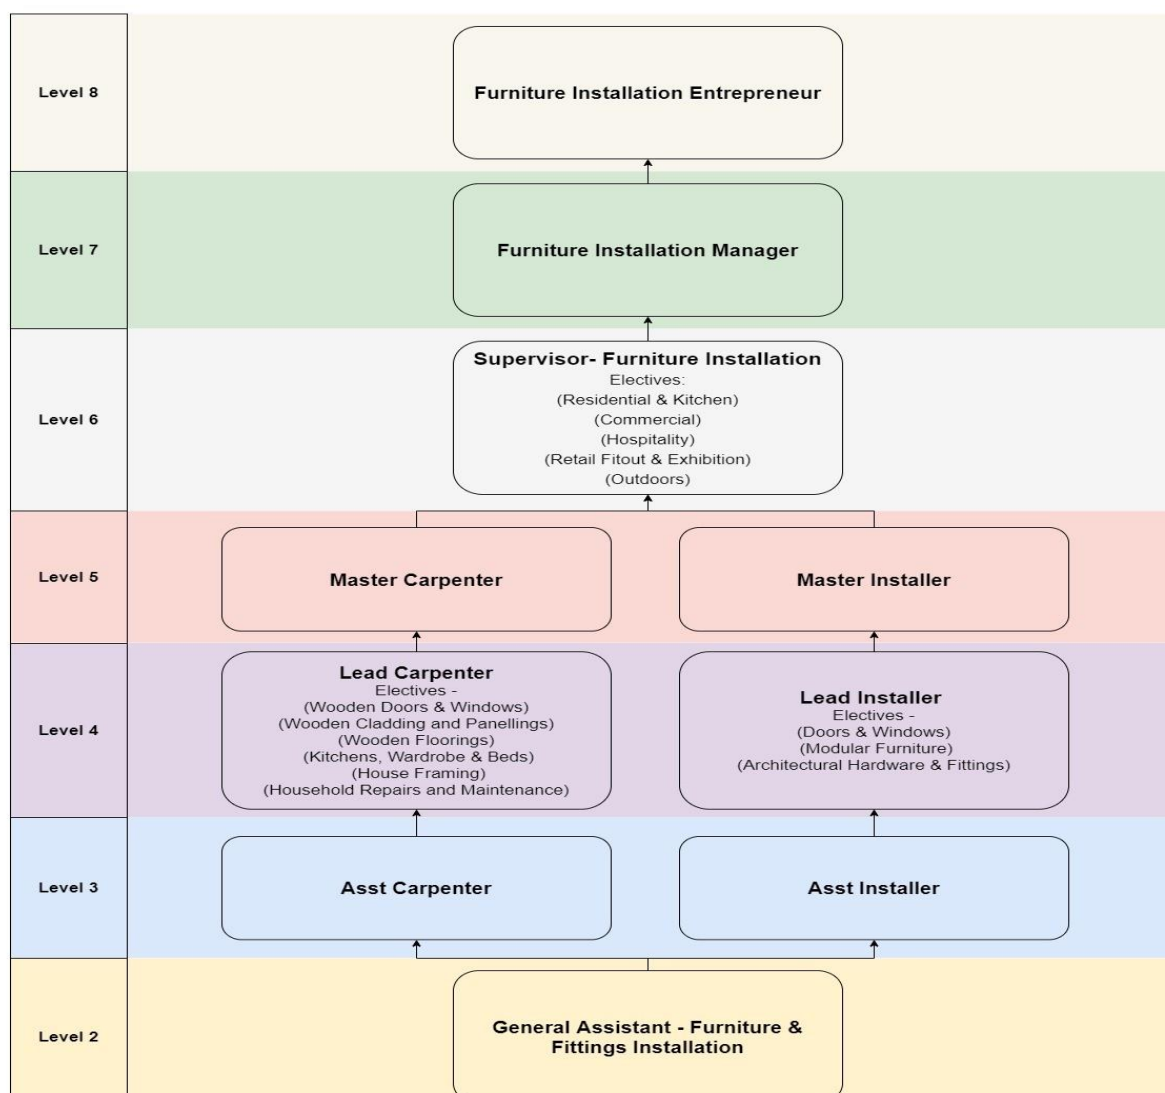 Level 8
Furniture Installation Entrepreneur
Level 7
Furniture Installation Manager
Level 6
Supervisor- Furniture Installation
Electives:
(Residential & Kitchen)
(Commercial)
(Hospitality)
(Retail Fitout & Exhibition)
(Outdoors)
Level 5
Master Carpenter
Master Installer
Level 4
Lead Carpenter
Electives -
(Wooden Doors & Windows)
(Wooden Cladding and Panellings)
(Wooden Floorings)
(Kitchens, Wardrobe & Beds)
(House Framing)
(Household Repairs and Maintenance)
Lead Installer
Electives -
(Doors & Windows)
(Modular Furniture)
(Architectural Hardware & Fittings)
Level 3
Asst Carpenter
Asst Installer
Level 2
General Assistant - Furniture &
Fittings Installation